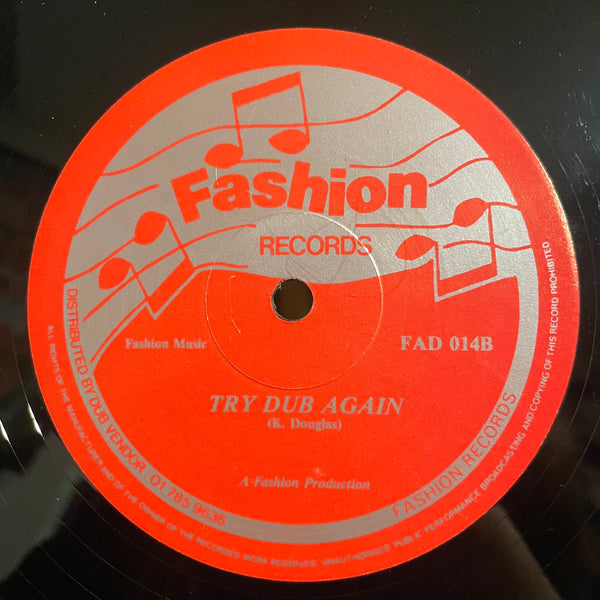 Fashion
RECORDS
Fashion Music
FAD 014B
TRY DUB AGAIN
(K. Douglas)
A Fashion Production
DISTRIBUTED BY DUB VENDOR 01 785 9636
FASHION RECORDS
ALL RIGHTS OF THE MANUFACTURER AND OF THE OWNER OF THE RECORDED WORK RESERVED UNAUTHORISED PUBLIC PERFORMANCE BROADCASTING AND COPYING OF THIS RECORD PROHIBITED